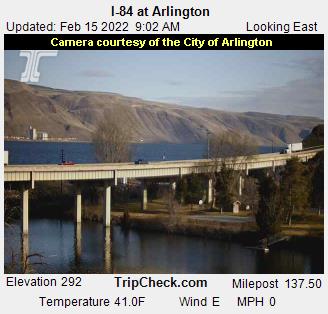 I-84 at Arlington
Updated: Feb 15 2022 9:02 AM Looking East
Camera courtesy of the City of Arlington
Elevation 292 TripCheck.com Milepost 137.50
Temperature 41.0F Wind E MPH 0